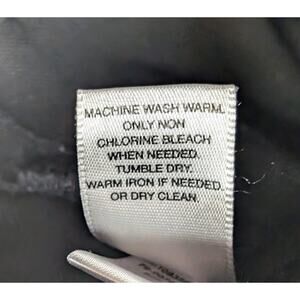 MACHINE WASH WARM.
ONLY NON
CHLORINE BLEACH
WHEN NEEDED.
TUMBLE DRY.
WARM IRON IF NEEDED.
OR DRY CLEAN.